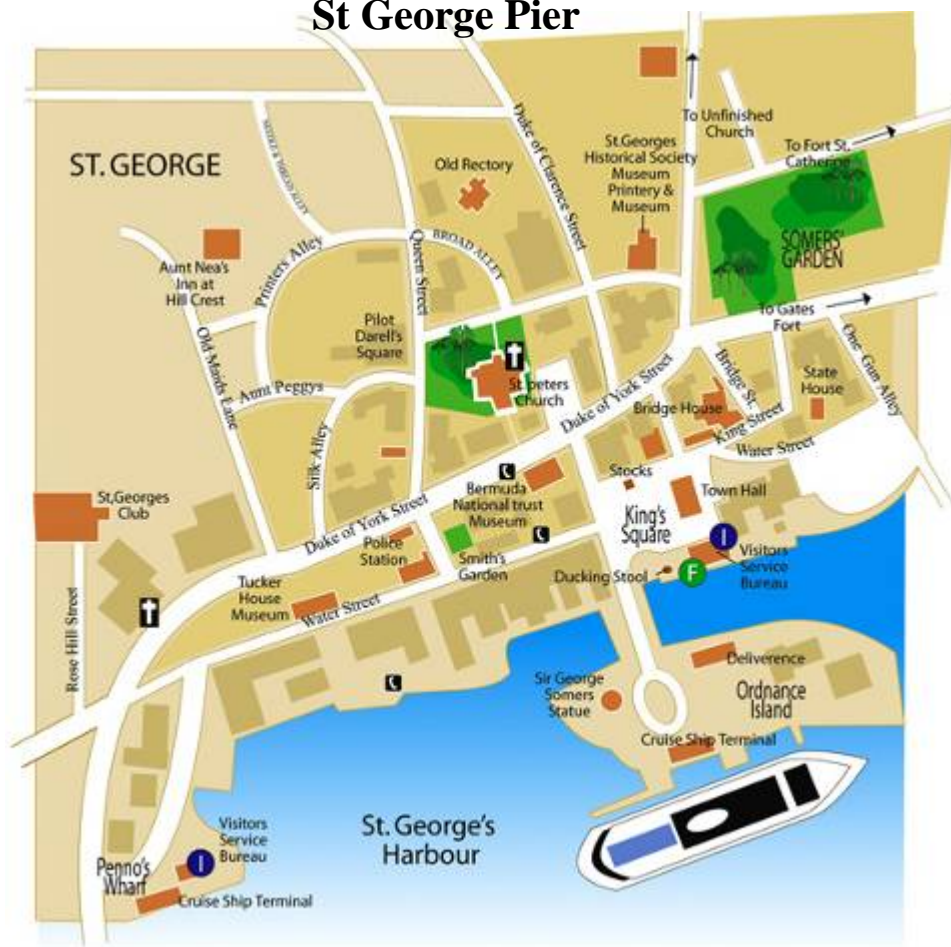 St George Pier
ST. GEORGE
To Unfinished
Church
To Fort St.
Catherine
St.Georges
Historical Society
Museum
Printery &
Museum
Duke of Clarence Street
Old Rectory
BROAD ALLEY
Queen Street
Printers Alley
SOMERS'
GARDEN
Aunt Nea's
Inn at
Hill Crest
Old Maids Lane
Pilot
Darell's
Square
To Gates
Fort
One Gun Alley
Aunt Peggys
St. peters
Church
Duke of York Street
Bridge St.
State
House
Bridge House
King Street
Water Street
Silk Alley
Stocks
St,Georges
Club
Bermuda
National trust
Museum
Town Hall
King's
Square
Duke of York Street
Police
Station
Smith's
Garden
I
Visitors
Service
Bureau
Ducking Stool
F
Tucker
House
Museum
Water Street
Rose Hill Street
Deliverence
Sir George
Somers
Statue
Ordnance
Island
Cruise Ship Terminal
St. George's
Harbour
Visitors
Service
Bureau
I
Penno's
Wharf
Cruise Ship Terminal